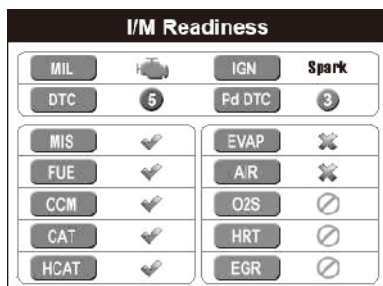 I/M Readiness
MIL IGN Spark
DTC 5 Pd DTC 3
MIS EVAP
FUE AIR
CCM O2S
CAT HRT
HCAT EGR